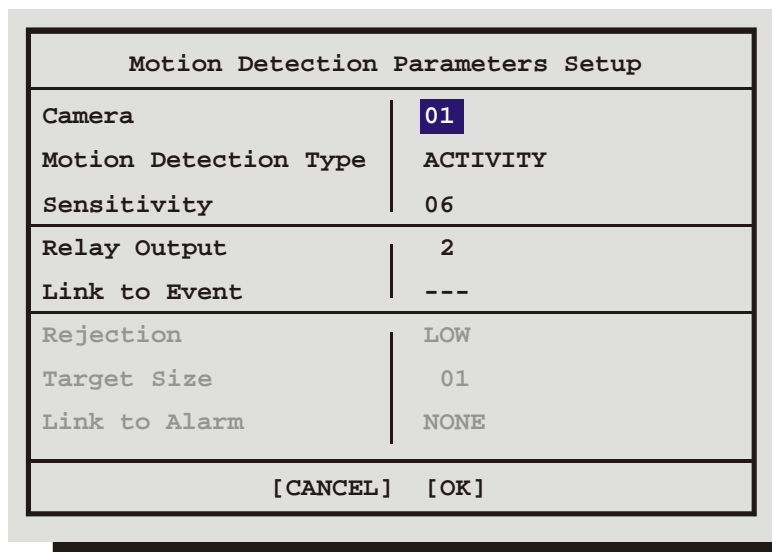 Motion Detection Parameters Setup
Camera 01
Motion Detection Type ACTIVITY
Sensitivity 06
Relay Output 2
Link to Event ---
Rejection LOW
Target Size 01
Link to Alarm NONE
[CANCEL] [OK]